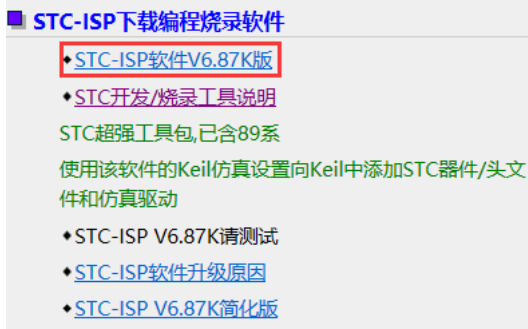 STC-ISP下载编程烧录软件
STC-ISP软件V6.87K版
STC开发/烧录工具说明
STC超强工具包,已含89系
使用该软件的Keil仿真设置向Keil中添加STC器件/头文
件和仿真驱动
STC-ISP V6.87K请测试
STC-ISP软件升级原因
STC-ISP V6.87K简化版